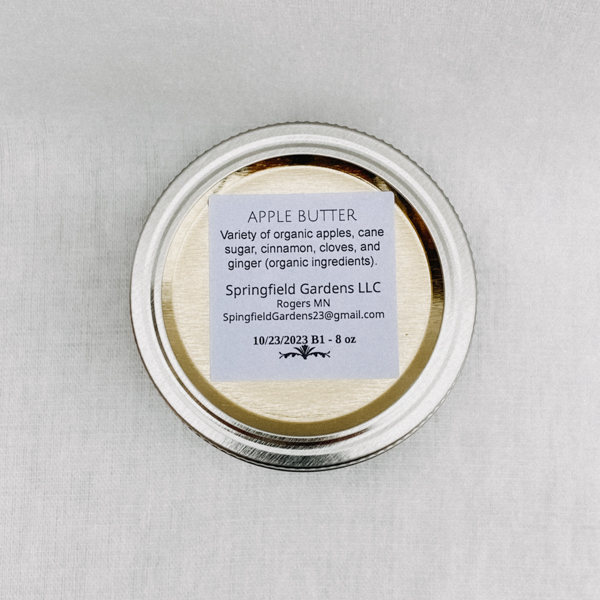 APPLE BUTTER
Variety of organic apples, cane
sugar, cinnamon, cloves, and
ginger (organic ingredients).
Springfield Gardens LLC
Rogers MN
SpingfieldGardens23@gmail.com
10/23/2023 B1 - 8 oz